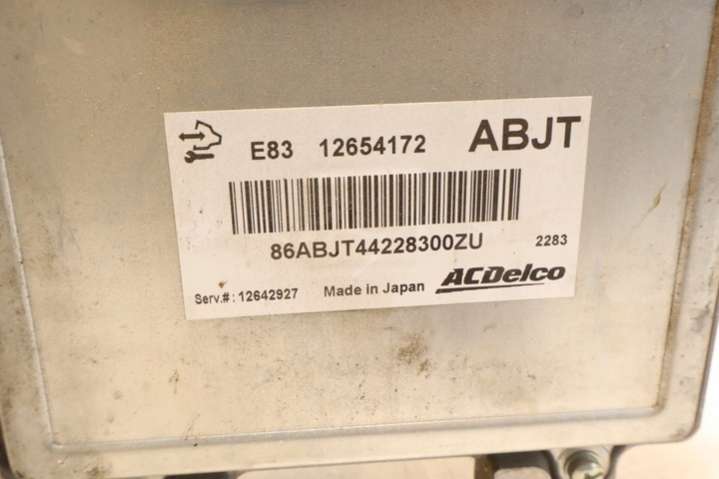 E83 12654172 ABJT
86ABJT44228300ZU 2283
Serv.#: 12642927 Made in Japan ACDelco